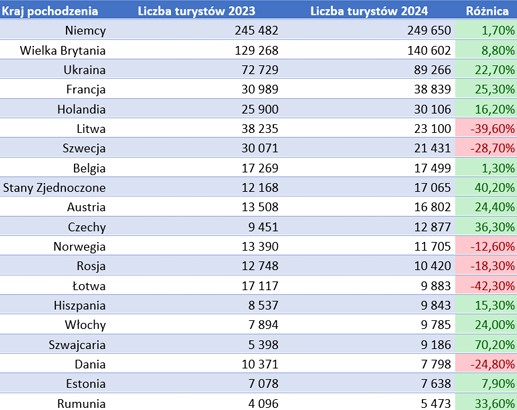 Kraj pochodzenia Liczba turystów 2023 Liczba turystów 2024 Różnica
Niemcy 245 482 249 650 1,70%
Wielka Brytania 129 268 140 602 8,80%
Ukraina 72 729 89 266 22,70%
Francja 30 989 38 839 25,30%
Holandia 25 900 30 106 16,20%
Litwa 38 235 23 100 -39,60%
Szwecja 30 071 21 431 -28,70%
Belgia 17 269 17 499 1,30%
Stany Zjednoczone 12 168 17 065 40,20%
Austria 13 508 16 802 24,40%
Czechy 9 451 12 877 36,30%
Norwegia 13 390 11 705 -12,60%
Rosja 12 748 10 420 -18,30%
Łotwa 17 117 9 883 -42,30%
Hiszpania 8 537 9 843 15,30%
Włochy 7 894 9 785 24,00%
Szwajcaria 5 398 9 186 70,20%
Dania 10 371 7 798 -24,80%
Estonia 7 078 7 638 7,90%
Rumunia 4 096 5 473 33,60%